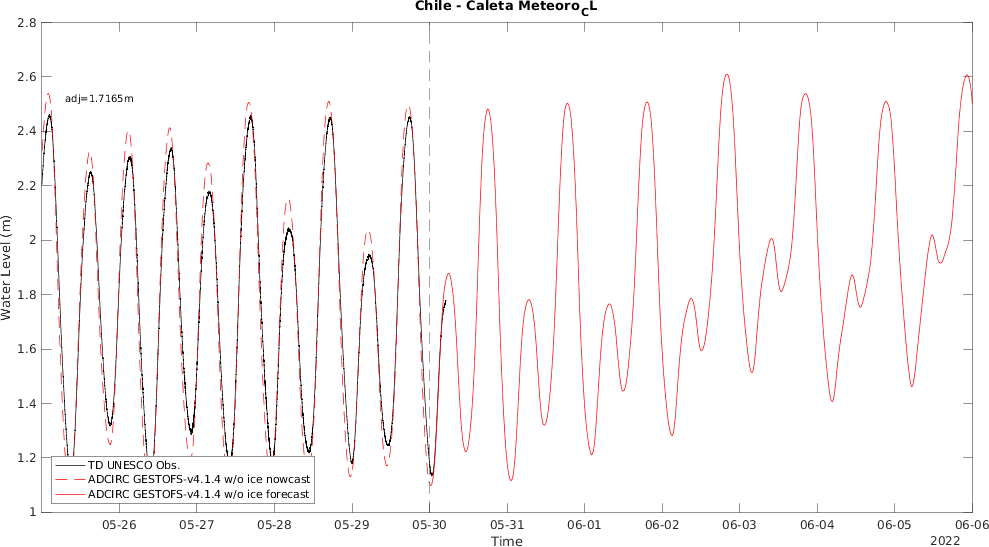 Chile - Caleta Meteoro_CL
2.8
2.6
adj=1.7165m
2.4
2.2
2
1.8
1.6
1.4
1.2
1
Water Level (m)
TD UNESCO Obs.
ADCIRC GESTOFS-v4.1.4 w/o ice nowcast
ADCIRC GESTOFS-v4.1.4 w/o ice forecast
05-26 05-27 05-28 05-29 05-30 05-31 06-01 06-02 06-03 06-04 06-05 06-06
Time
2022